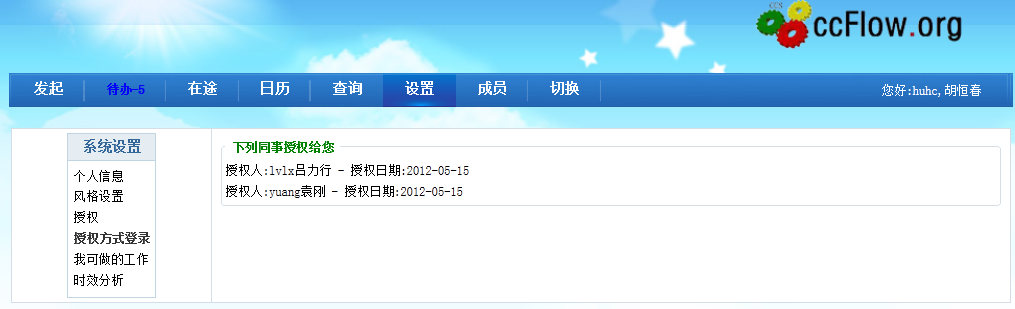 CCS
ccFlow.org
发起 待办-5 在途 日历 查询 设置 成员 切换 您好:huhc,胡恒春
系统设置
个人信息
风格设置
授权
授权方式登录
我可做的工作
时效分析
下列同事授权给您
授权人:lvlx吕力行 - 授权日期:2012-05-15
授权人:yuang袁刚 - 授权日期:2012-05-15